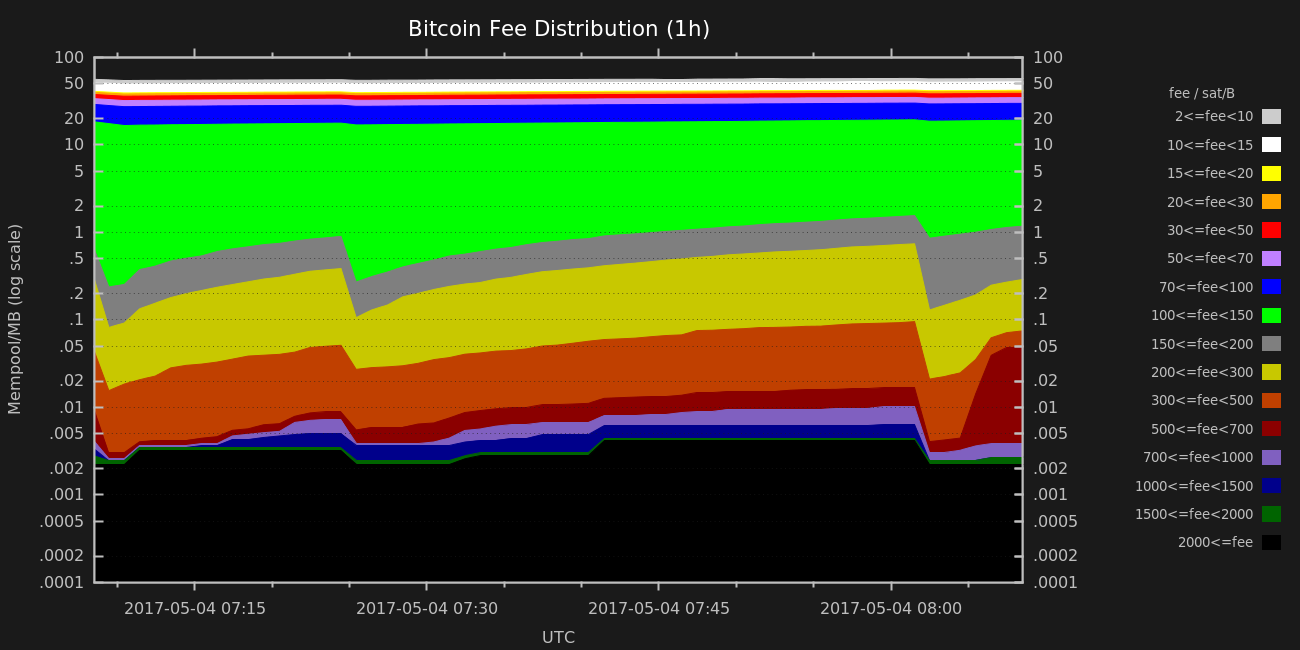 Bitcoin Fee Distribution (1h)
Mempool/MB (log scale)
100
50
20
10
5
2
1
.5
.2
.1
.05
.02
.01
.005
.002
.001
.0005
.0002
.0001
100
50
20
10
5
2
1
.5
.2
.1
.05
.02
.01
.005
.002
.001
.0005
.0002
.0001
2017-05-04 07:15
2017-05-04 07:30
2017-05-04 07:45
2017-05-04 08:00
UTC
fee / sat/B
2<=fee<10
10<=fee<15
15<=fee<20
20<=fee<30
30<=fee<50
50<=fee<70
70<=fee<100
100<=fee<150
150<=fee<200
200<=fee<300
300<=fee<500
500<=fee<700
700<=fee<1000
1000<=fee<1500
1500<=fee<2000
2000<=fee